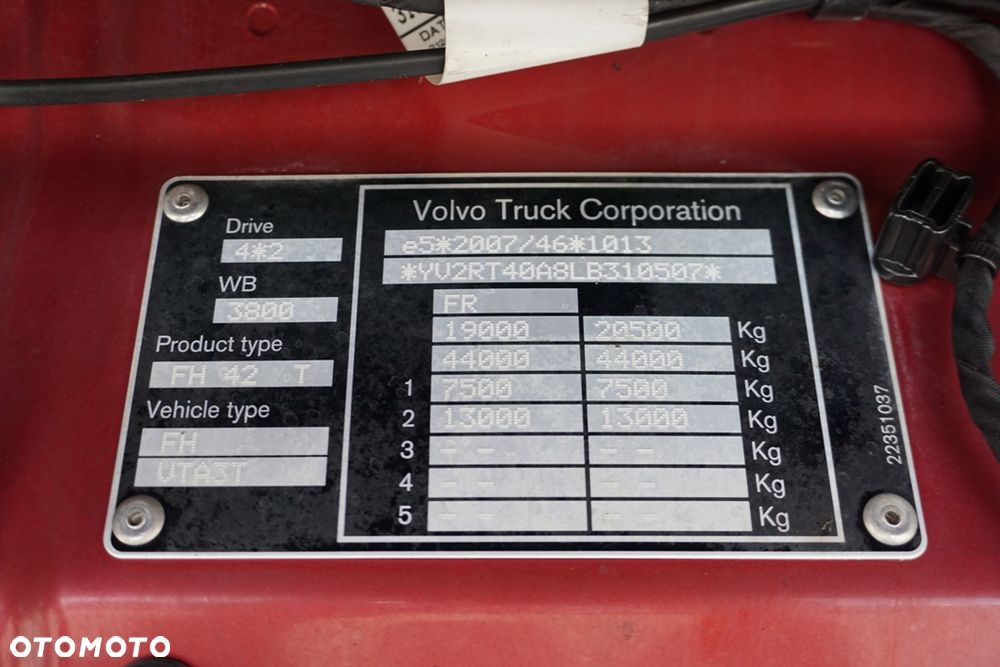 DAT
Volvo Truck Corporation
Drive
4*2
WB
3800
Product type
FH 42 T
Vehicle type
FH
VTA3T
e5*2007/46*1013
*YV2RT40A8LB310507*
FR
19000 20500 Kg
44000 44000 Kg
1 7500 7500 Kg
2 13000 13000 Kg
3 - - - - Kg
4 - - - - Kg
5 - - - - Kg
22351037
OTOMOTO